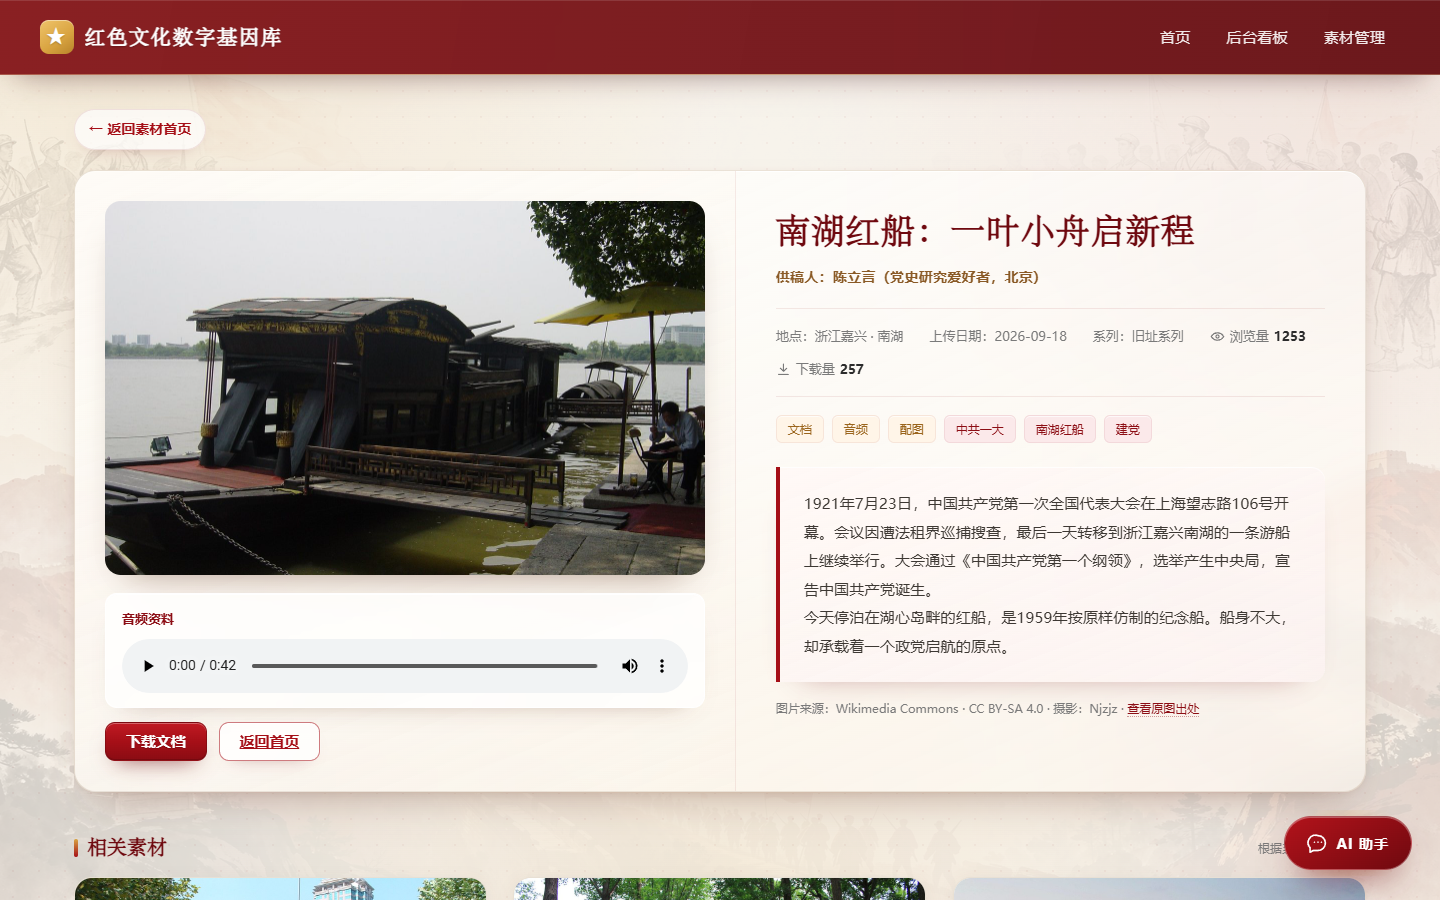 红色文化数字基因库
首页 后台看板 素材管理
← 返回素材首页
南湖红船：一叶小舟启新程
供稿人：陈立言（党史研究爱好者，北京）
地点：浙江嘉兴 · 南湖 上传日期：2026-09-18 系列：旧址系列 浏览量 1253
下载量 257
文档 音频 配图 中共一大 南湖红船 建党
1921年7月23日，中国共产党第一次全国代表大会在上海望志路106号开
幕。会议因遭法租界巡捕搜查，最后一天转移到浙江嘉兴南湖的一条游船
上继续举行。大会通过《中国共产党第一个纲领》，选举产生中央局，宣
告中国共产党诞生。
今天停泊在湖心岛畔的红船，是1959年按原样仿制的纪念船。船身不大，
却承载着一个政党启航的原点。
图片来源：Wikimedia Commons · CC BY-SA 4.0 · 摄影：Njzjz · 查看原图出处
音频资料
0:00 / 0:42
下载文档 返回首页
相关素材
根据
AI 助手